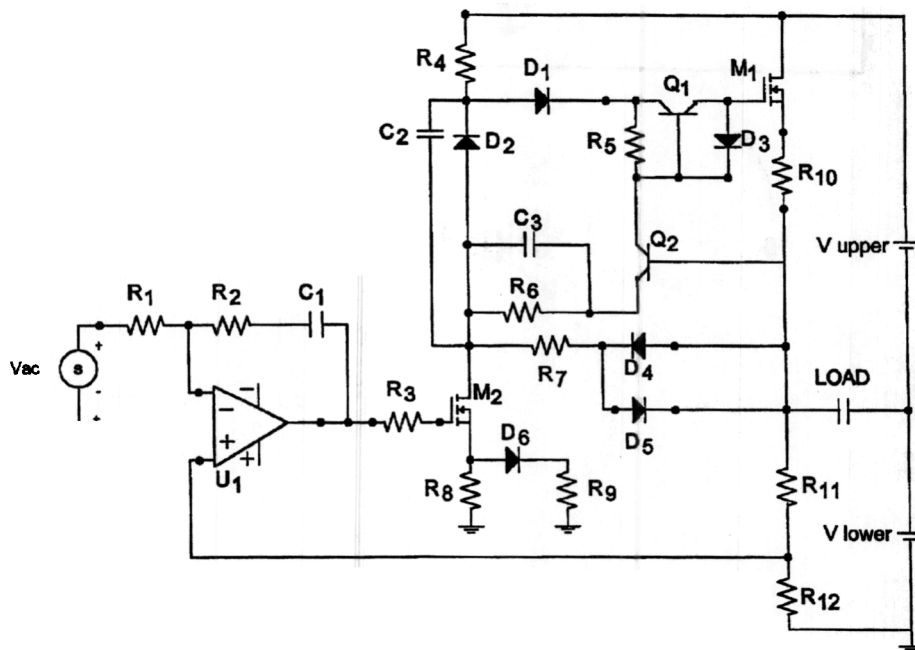 R4
D1
M1
Q1
C2
D2
R5
D3
R10
C3
Q2
V upper
R1
R2
C1
R6
Vac
S
+
-
+
R3
M2
R7
D4
LOAD
D5
-
-
+
+
U1
D6
R8
R9
R11
V lower
R12